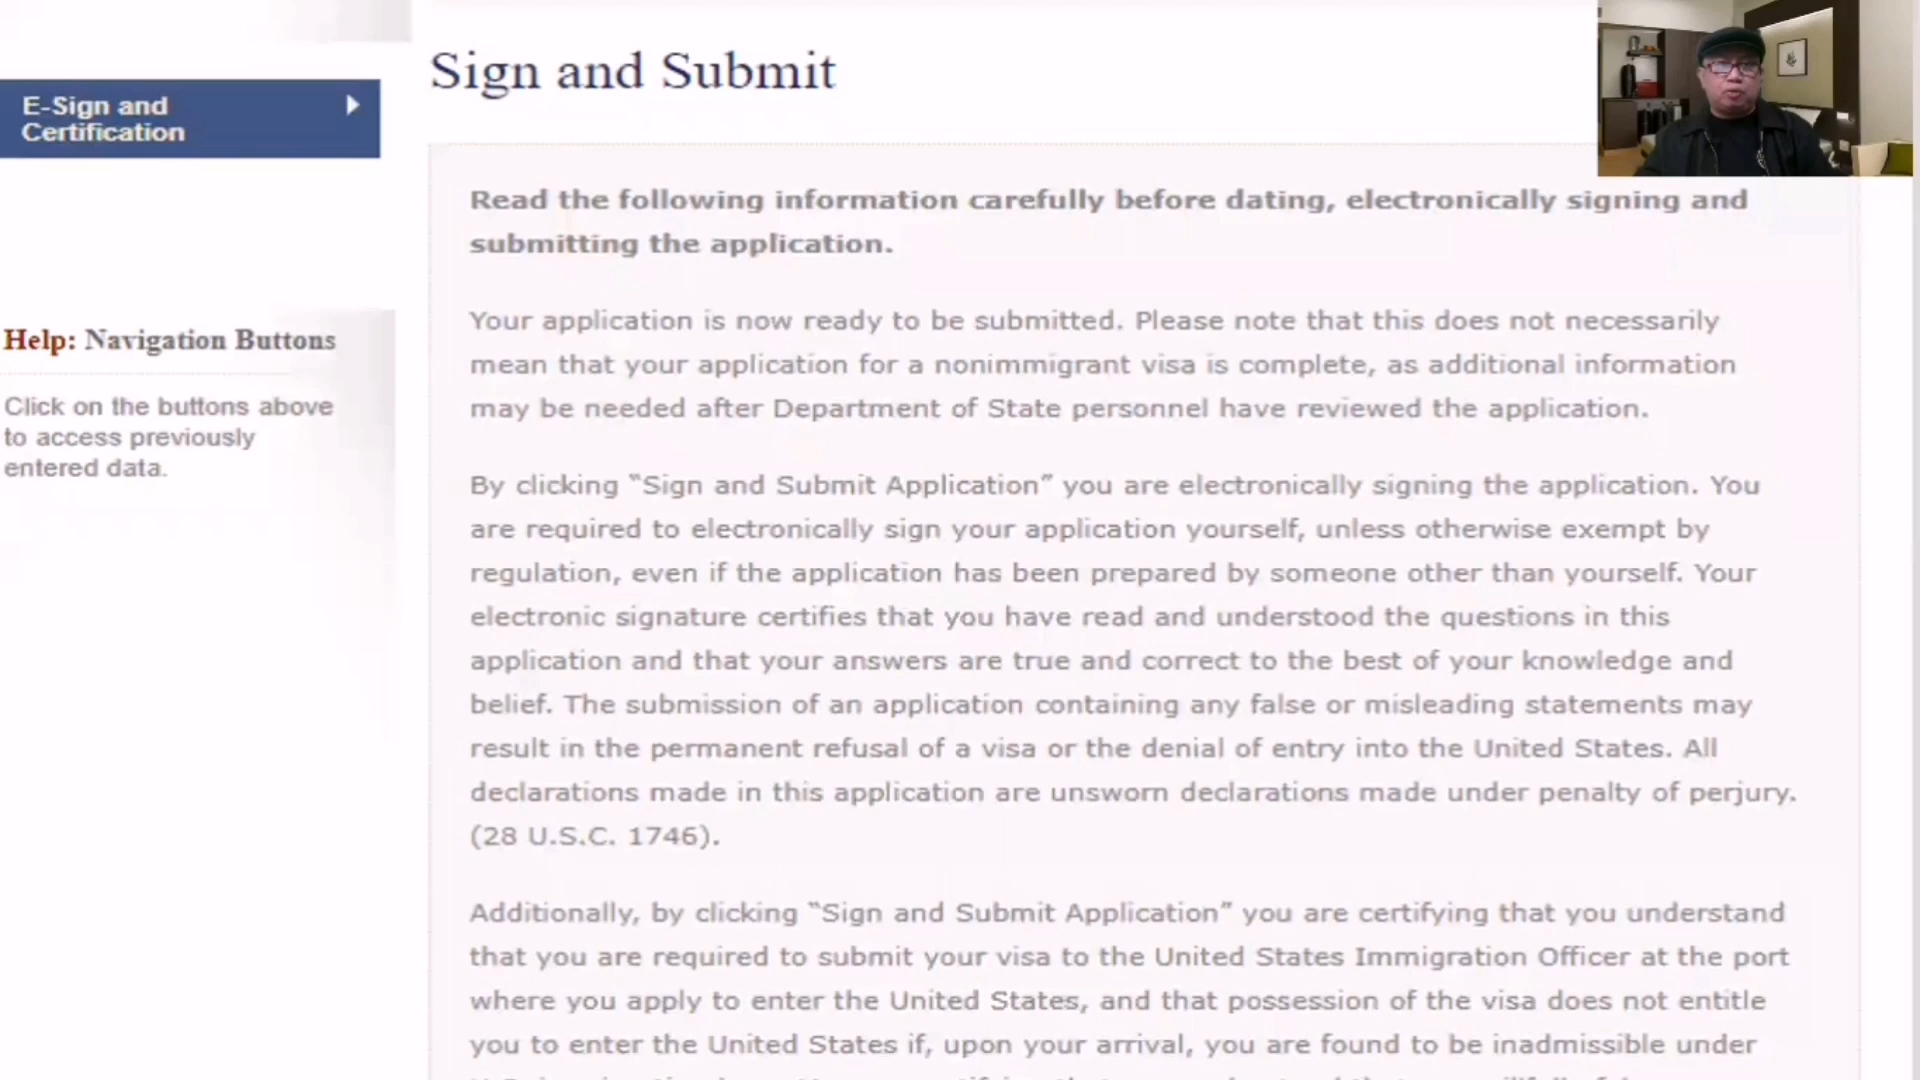 Sign and Submit
E-Sign and
Certification
Help: Navigation Buttons
Click on the buttons above
to access previously
entered data.
Read the following information carefully before dating, electronically signing and
submitting the application.
Your application is now ready to be submitted. Please note that this does not necessarily
mean that your application for a nonimmigrant visa is complete, as additional information
may be needed after Department of State personnel have reviewed the application.
By clicking “Sign and Submit Application” you are electronically signing the application. You
are required to electronically sign your application yourself, unless otherwise exempt by
regulation, even if the application has been prepared by someone other than yourself. Your
electronic signature certifies that you have read and understood the questions in this
application and that your answers are true and correct to the best of your knowledge and
belief. The submission of an application containing any false or misleading statements may
result in the permanent refusal of a visa or the denial of entry into the United States. All
declarations made in this application are unsworn declarations made under penalty of perjury.
(28 U.S.C. 1746).
Additionally, by clicking “Sign and Submit Application” you are certifying that you understand
that you are required to submit your visa to the United States Immigration Officer at the port
where you apply to enter the United States, and that possession of the visa does not entitle
you to enter the United States if, upon your arrival, you are found to be inadmissible under